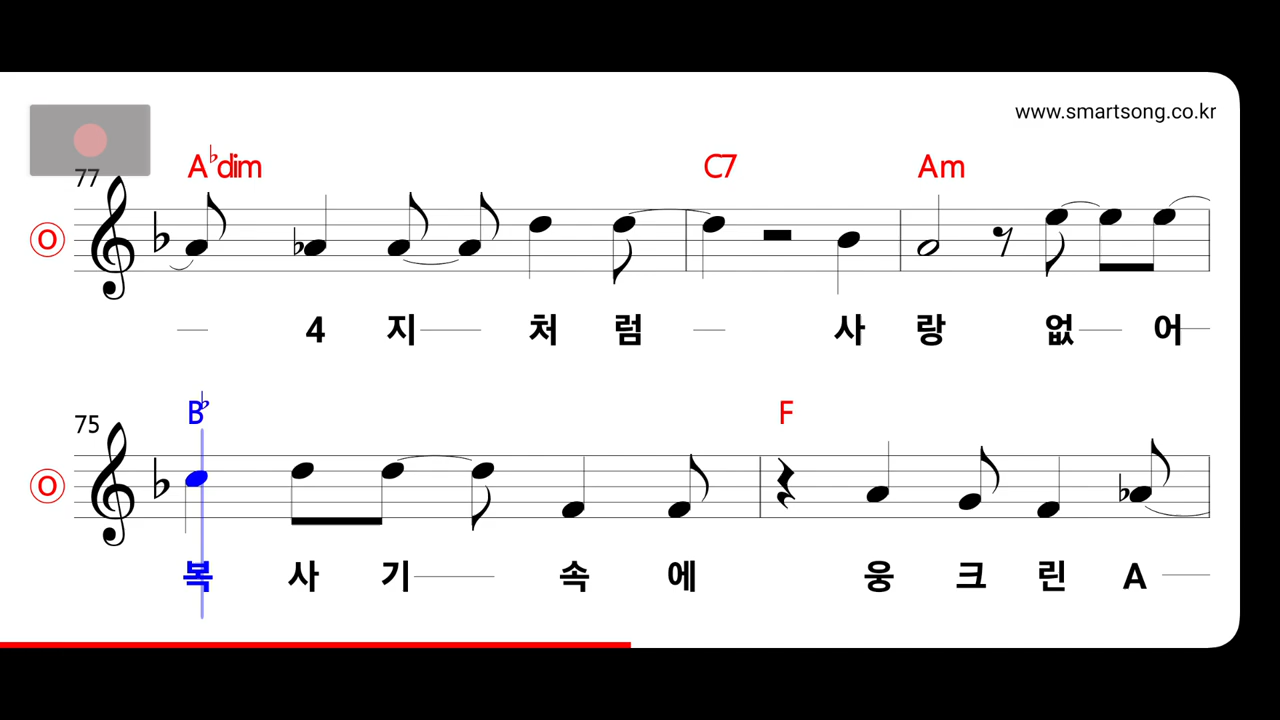 www.smartsong.co.kr
77
A♭dim C7 Am
O
4 지 처 럼 사 랑 없 어
75
B♭ F
O
복 사 기 속 에 웅 크 린 A